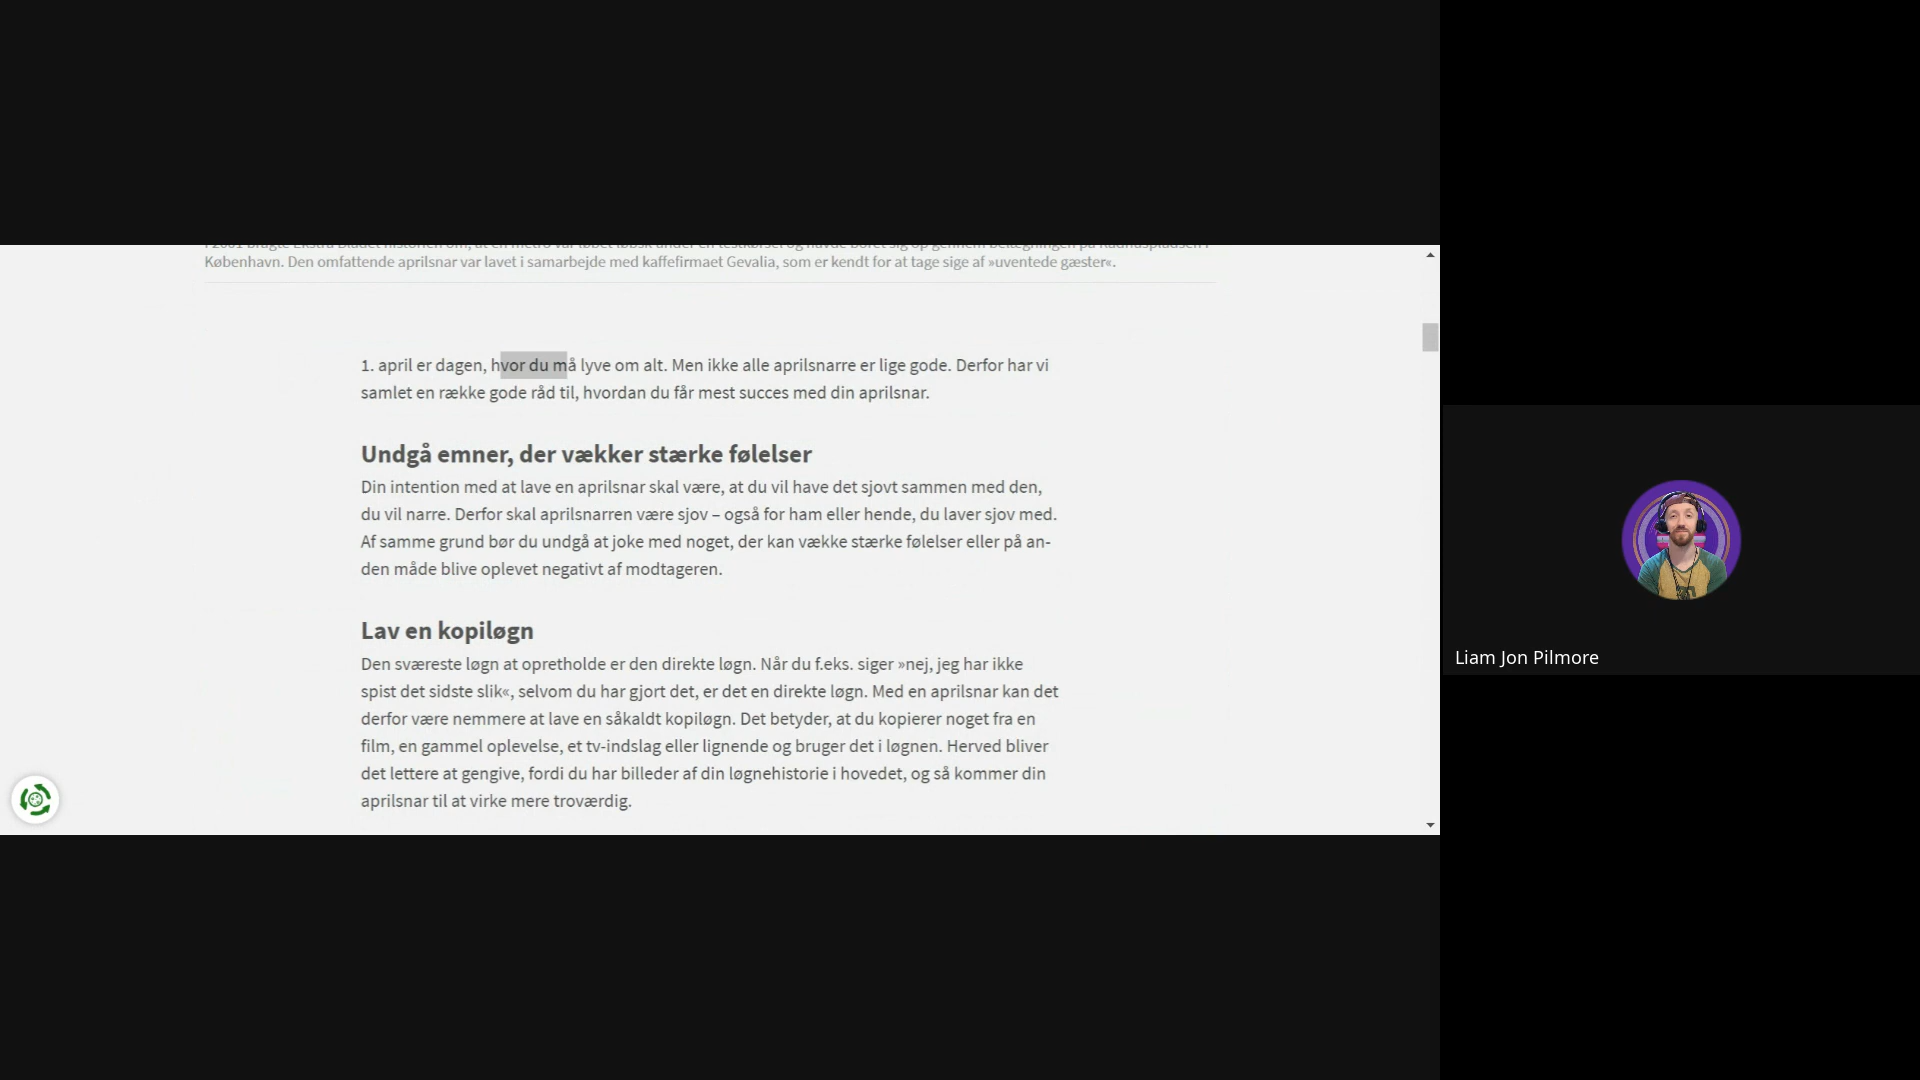 København. Den omfattende aprilsnar var lavet i samarbejde med kaffefirmaet Gevalia, som er kendt for at tage sige af »uventede gæster«.
1. april er dagen, hvor du må lyve om alt. Men ikke alle aprilsnarre er lige gode. Derfor har vi
samlet en række gode råd til, hvordan du får mest succes med din aprilsnar.
Undgå emner, der vækker stærke følelser
Din intention med at lave en aprilsnar skal være, at du vil have det sjovt sammen med den,
du vil narre. Derfor skal aprilsnarren være sjov – også for ham eller hende, du laver sjov med.
Af samme grund bør du undgå at joke med noget, der kan vække stærke følelser eller på an-
den måde blive oplevet negativt af modtageren.
Lav en kopiløgn
Den sværeste løgn at opretholde er den direkte løgn. Når du f.eks. siger »nej, jeg har ikke
spist det sidste slik«, selvom du har gjort det, er det en direkte løgn. Med en aprilsnar kan det
derfor være nemmere at lave en såkaldt kopiløgn. Det betyder, at du kopierer noget fra en
film, en gammel oplevelse, et tv-indslag eller lignende og bruger det i løgnen. Herved bliver
det lettere at gengive, fordi du har billeder af din løgnehistorie i hovedet, og så kommer din
aprilsnar til at virke mere troværdig.
Liam Jon Pilmore